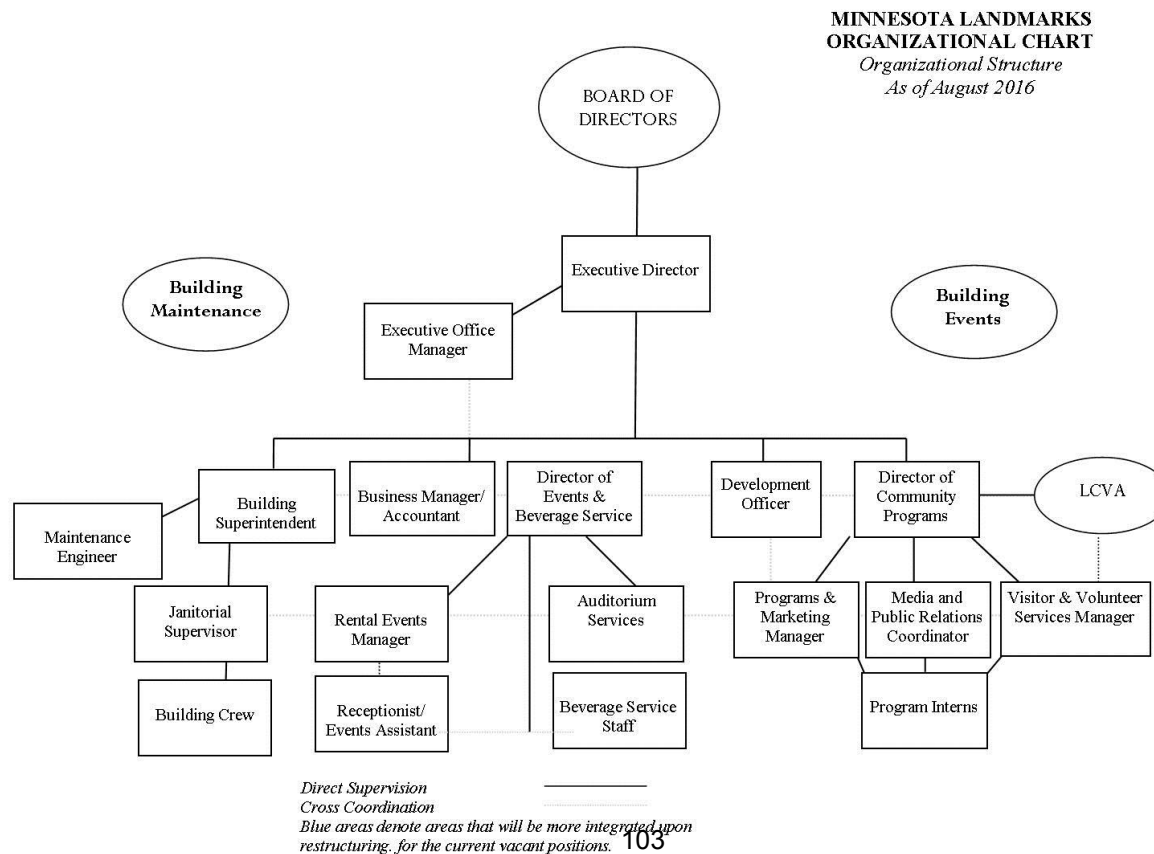 MINNESOTA LANDMARKS
ORGANIZATIONAL CHART
Organizational Structure
As of August 2016
BOARD OF
DIRECTORS
Executive Director
Building
Maintenance
Building
Events
Executive Office
Manager
Building
Superintendent
Business Manager/
Accountant
Director of
Events &
Beverage Service
Development
Officer
Director of
Community
Programs
LCVA
Maintenance
Engineer
Janitorial
Supervisor
Rental Events
Manager
Auditorium
Services
Programs &
Marketing
Manager
Media and
Public Relations
Coordinator
Visitor & Volunteer
Services Manager
Building Crew
Receptionist/
Events Assistant
Beverage Service
Staff
Program Interns
Direct Supervision
Cross Coordination
Blue areas denote areas that will be more integrated upon
restructuring. for the current vacant positions.
103